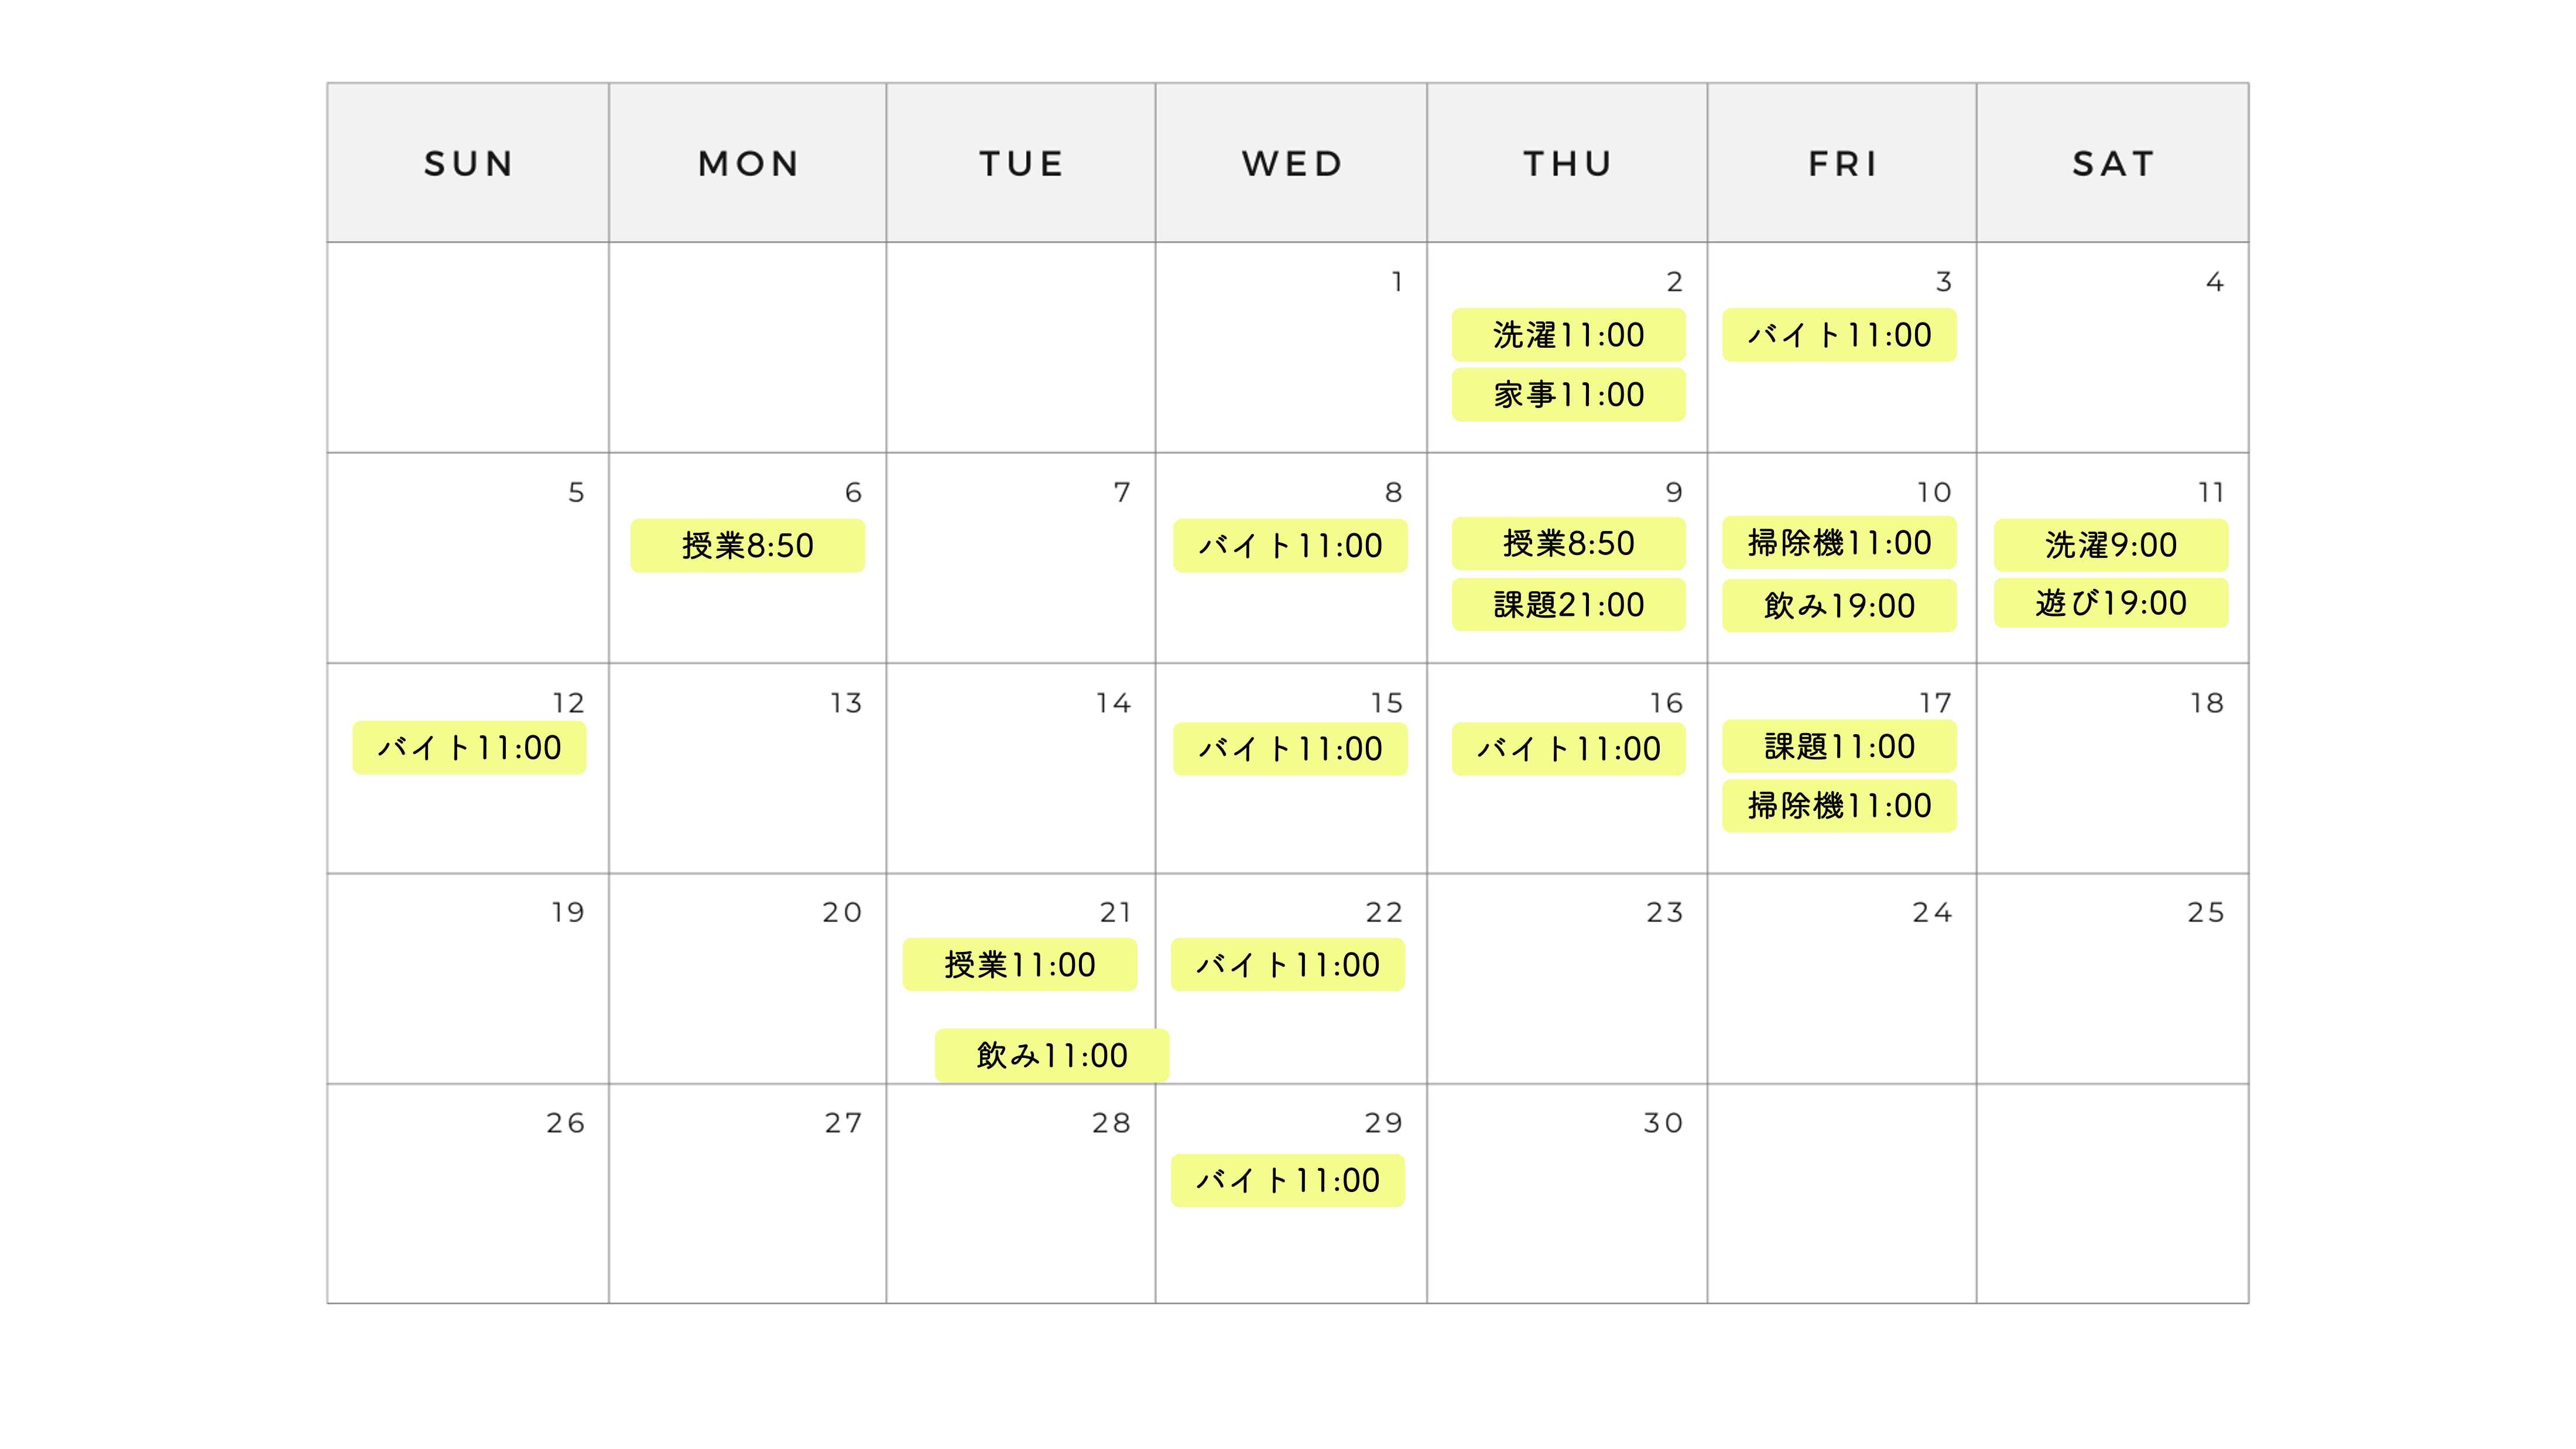 SUN MON TUE WED THU FRI SAT
1 2 3 4
洗濯11:00 バイト11:00
家事11:00
5 6 7 8 9 10 11
授業8:50 バイト11:00 授業8:50 掃除機11:00 洗濯9:00
課題21:00 飲み19:00 遊び19:00
12 13 14 15 16 17 18
バイト11:00 バイト11:00 バイト11:00 課題11:00
掃除機11:00
19 20 21 22 23 24 25
授業11:00 バイト11:00
飲み11:00
26 27 28 29 30
バイト11:00